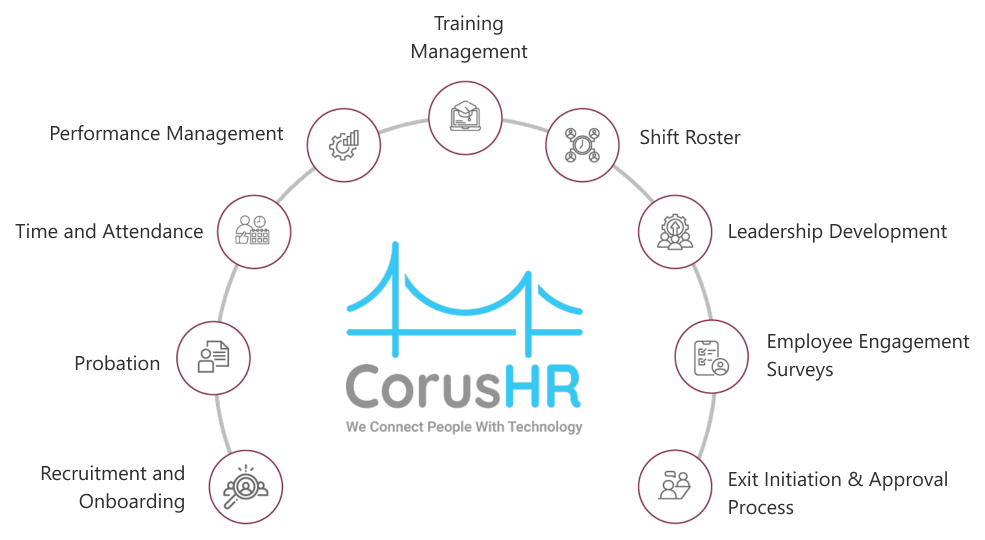 Training
Management
Performance Management
Shift Roster
Time and Attendance
Leadership Development
Probation
Employee Engagement
Surveys
Recruitment and
Onboarding
Exit Initiation & Approval
Process
CorusHR
We Connect People With Technology